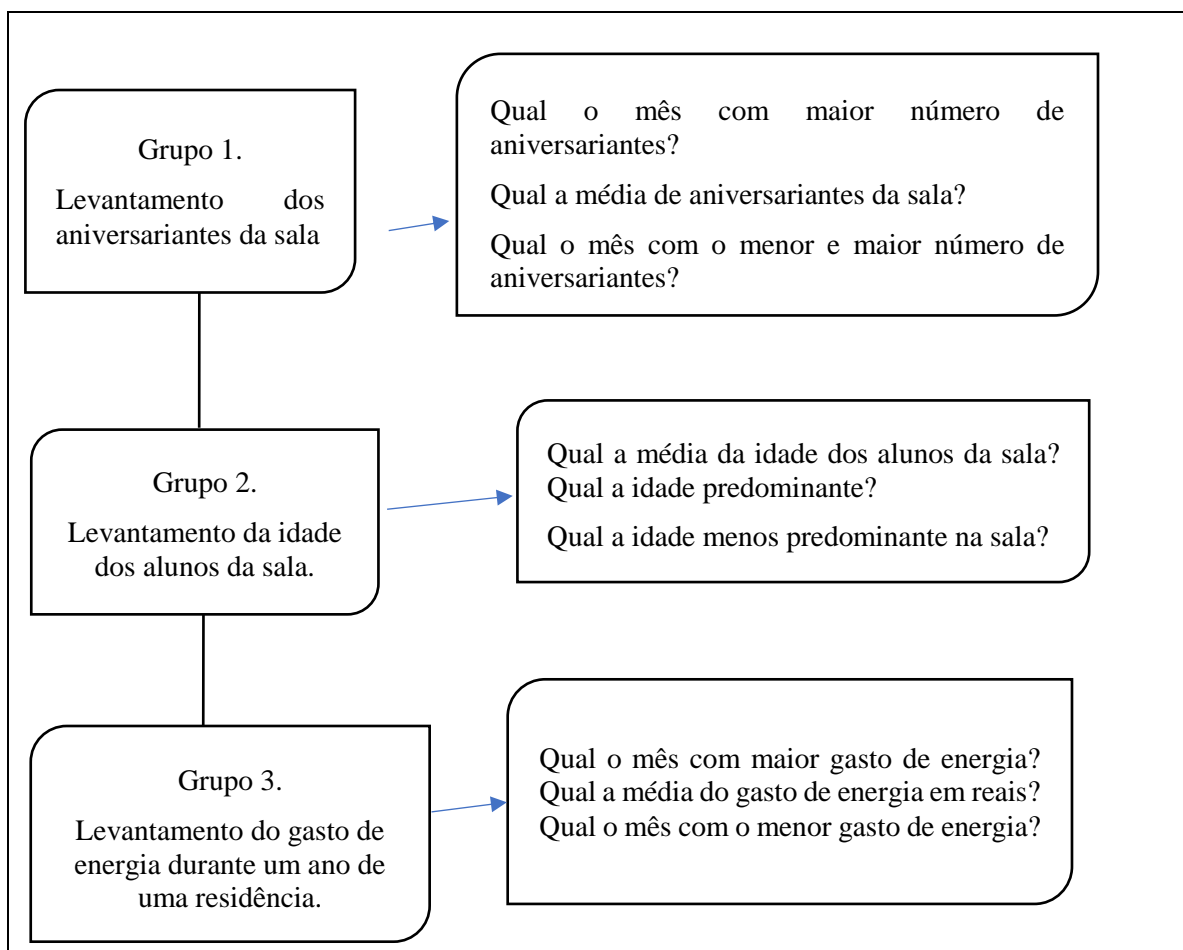 Grupo 1.
Levantamento dos
aniversariantes da sala
Qual o mês com maior número de
aniversariantes?
Qual a média de aniversariantes da sala?
Qual o mês com o menor e maior número de
aniversariantes?
Grupo 2.
Levantamento da idade
dos alunos da sala.
Qual a média da idade dos alunos da sala?
Qual a idade predominante?
Qual a idade menos predominante na sala?
Grupo 3.
Levantamento do gasto de
energia durante um ano de
uma residência.
Qual o mês com maior gasto de energia?
Qual a média do gasto de energia em reais?
Qual o mês com o menor gasto de energia?